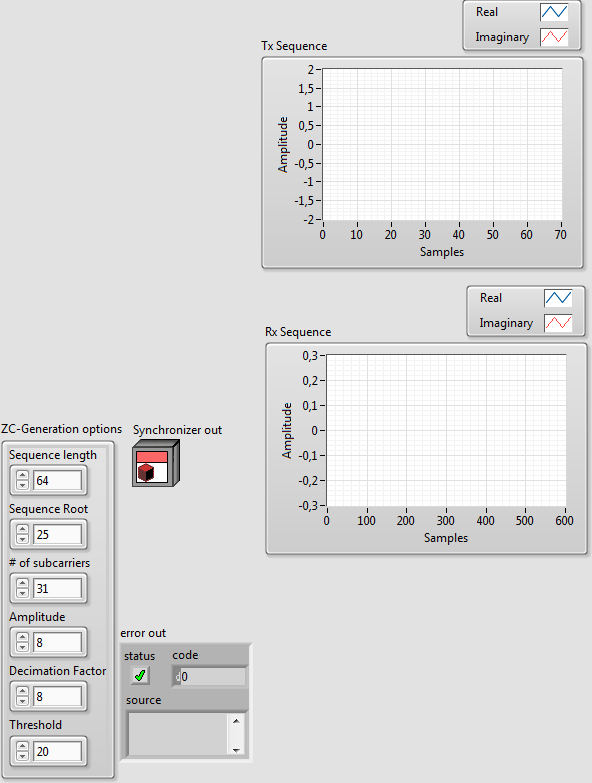 Real
Imaginary
Tx Sequence
2
1,5
1
0,5
0
-0,5
-1
-1,5
-2
Amplitude
0 10 20 30 40 50 60 70
Samples
Real
Imaginary
Rx Sequence
0,3
0,2
0,1
0
-0,1
-0,2
-0,3
Amplitude
0 100 200 300 400 500 600
Samples
ZC-Generation options
Sequence length
64
Sequence Root
25
# of subcarriers
31
Amplitude
8
Decimation Factor
8
Threshold
20
Synchronizer out
error out
status code
d0
source